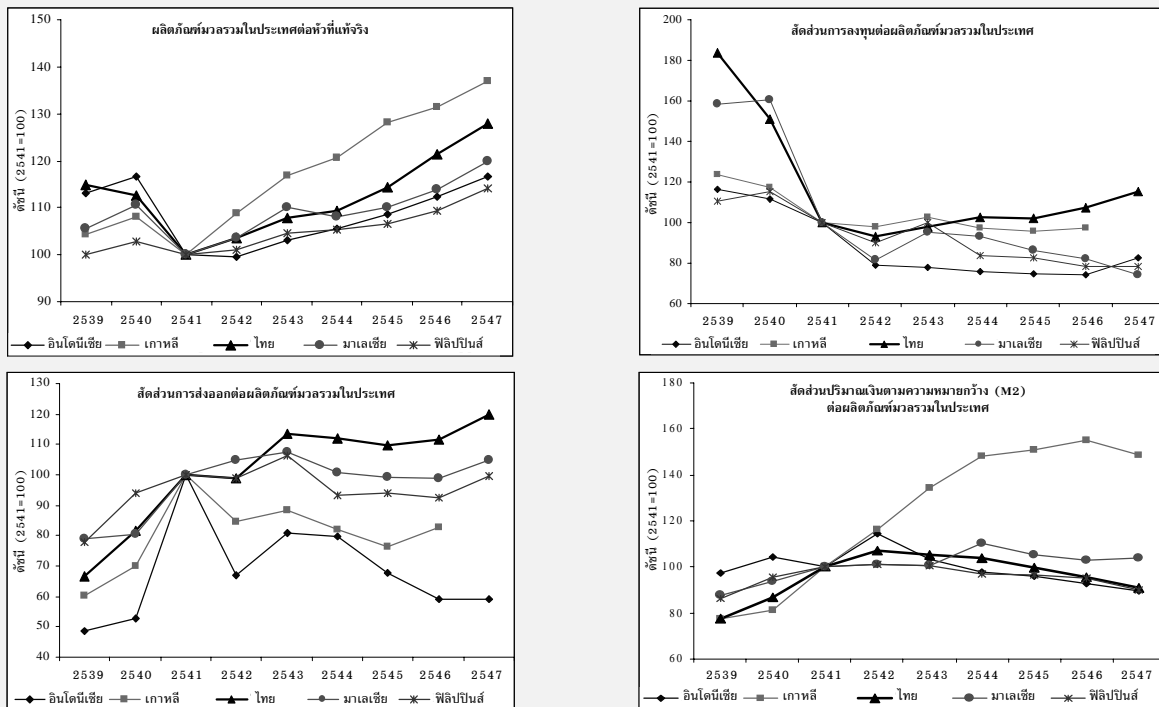 ผลิตภัณฑ์มวลรวมในประเทศต่อหัวที่แท้จริง
ดัชนี (2541=100)
150
140
130
120
110
100
90
2539 2540 2541 2542 2543 2544 2545 2546 2547
อินโดนีเซีย เกาหลี ไทย มาเลเซีย ฟิลิปปินส์
สัดส่วนการลงทุนต่อผลิตภัณฑ์มวลรวมในประเทศ
ดัชนี (2541=100)
200
180
160
140
120
100
80
60
2539 2540 2541 2542 2543 2544 2545 2546 2547
อินโดนีเซีย เกาหลี ไทย มาเลเซีย ฟิลิปปินส์
สัดส่วนการส่งออกต่อผลิตภัณฑ์มวลรวมในประเทศ
ดัชนี (2541=100)
130
120
110
100
90
80
70
60
50
40
2539 2540 2541 2542 2543 2544 2545 2546 2547
อินโดนีเซีย เกาหลี ไทย มาเลเซีย ฟิลิปปินส์
สัดส่วนปริมาณเงินตามความหมายกว้าง (M2)
ต่อผลิตภัณฑ์มวลรวมในประเทศ
ดัชนี (2541=100)
180
160
140
120
100
80
60
2539 2540 2541 2542 2543 2544 2545 2546 2547
อินโดนีเซีย เกาหลี ไทย มาเลเซีย ฟิลิปปินส์